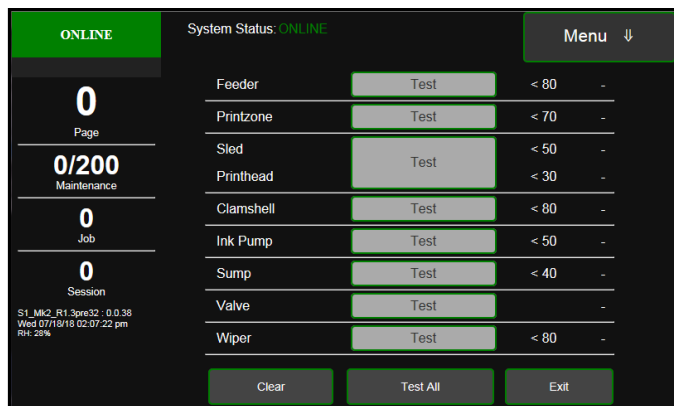 ONLINE
System Status: ONLINE
Menu ⇓
0
Page
0/200
Maintenance
0
Job
0
Session
S1_Mk2_R1.3pre32 : 0.0.38
Wed 07/18/18 02:07:22 pm
RH: 28%
Feeder Test < 80 -
Printzone Test < 70 -
Sled < 50 -
Test
Printhead < 30 -
Clamshell Test < 80 -
Ink Pump Test < 50 -
Sump Test < 40 -
Valve Test -
Wiper Test < 80 -
Clear Test All Exit